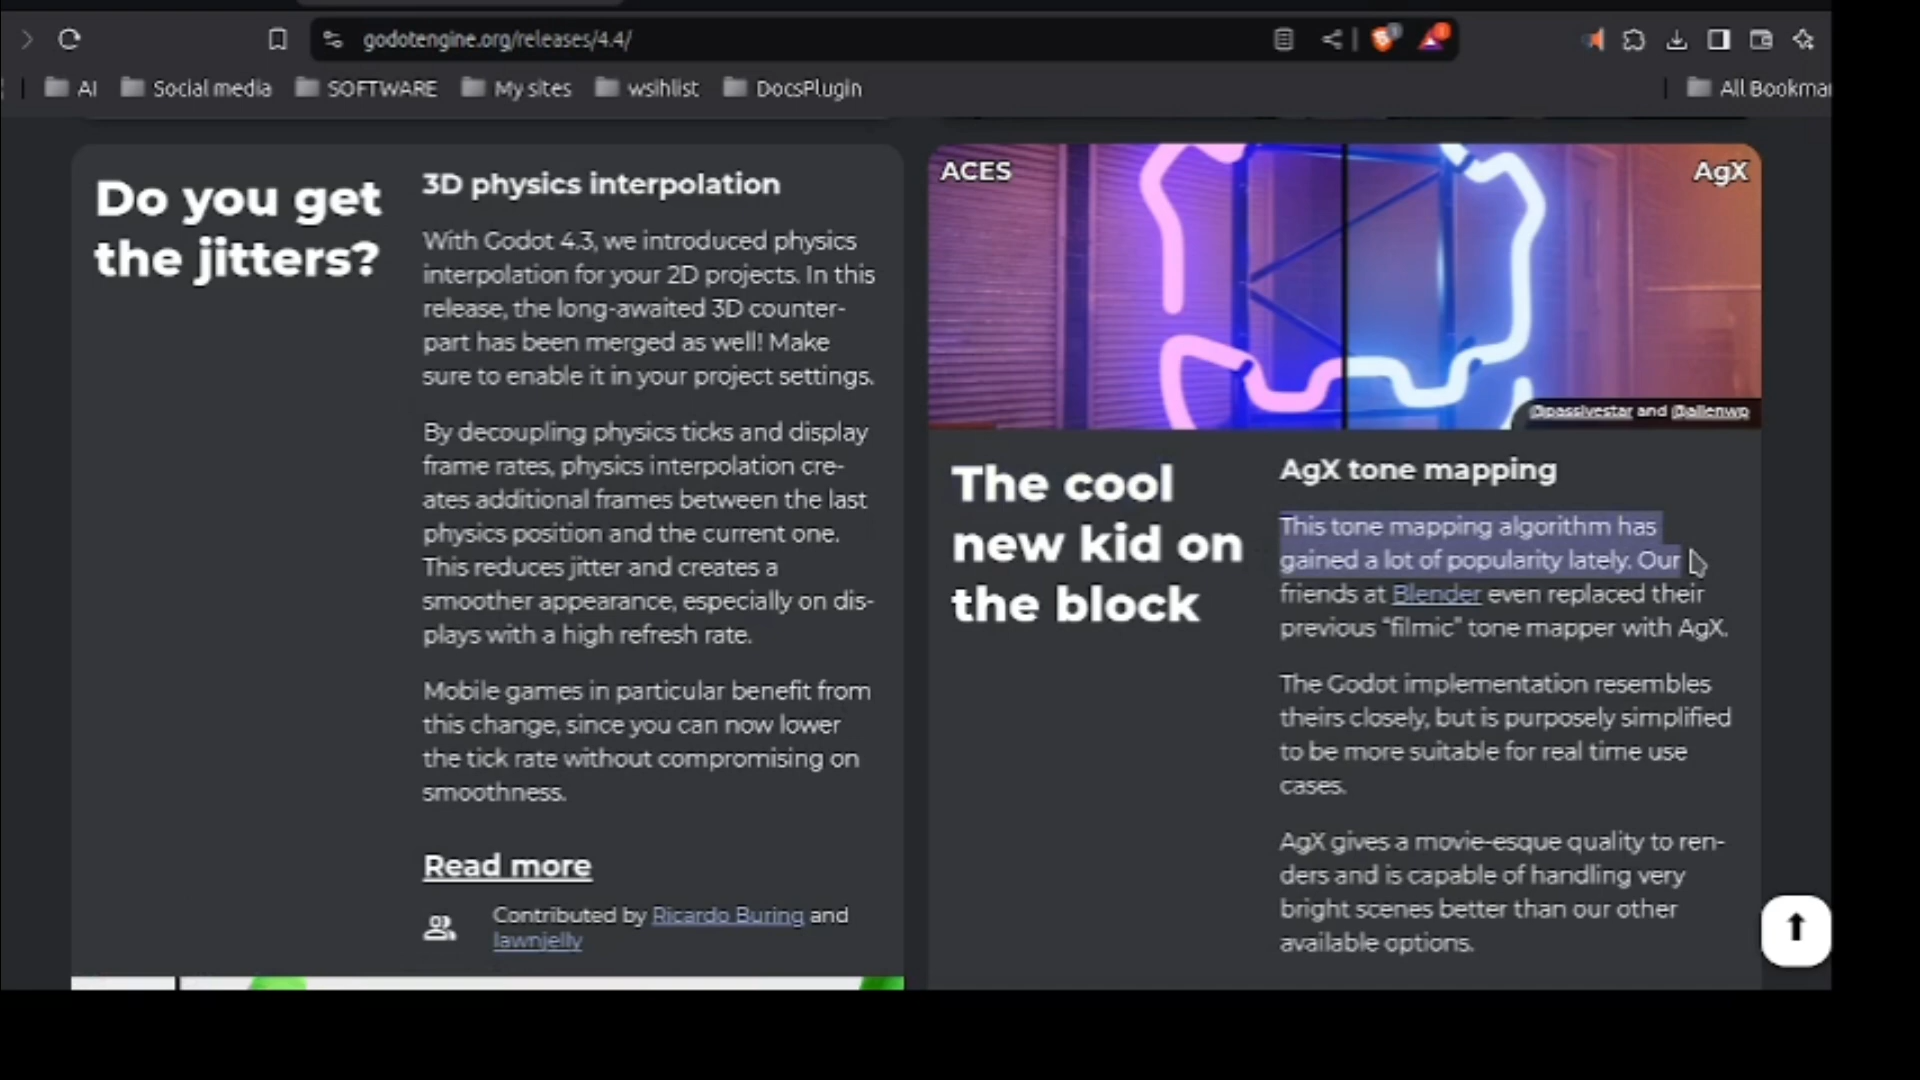 godotengine.org/releases/4.4/
AI
Social media
SOFTWARE
My sites
wsihlist
DocsPlugin
All Bookmar
Do you get
the jitters?
3D physics interpolation
With Godot 4.3, we introduced physics
interpolation for your 2D projects. In this
release, the long-awaited 3D counter-
part has been merged as well! Make
sure to enable it in your project settings.
By decoupling physics ticks and display
frame rates, physics interpolation cre-
ates additional frames between the last
physics position and the current one.
This reduces jitter and creates a
smoother appearance, especially on dis-
plays with a high refresh rate.
Mobile games in particular benefit from
this change, since you can now lower
the tick rate without compromising on
smoothness.
Read more
Contributed by Ricardo Buring and
lawnjelly
ACES
AgX
@passivestar and @allenwp
The cool
new kid on
the block
AgX tone mapping
This tone mapping algorithm has
gained a lot of popularity lately. Our
friends at Blender even replaced their
previous “filmic” tone mapper with AgX.
The Godot implementation resembles
theirs closely, but is purposely simplified
to be more suitable for real time use
cases.
AgX gives a movie-esque quality to ren-
ders and is capable of handling very
bright scenes better than our other
available options.